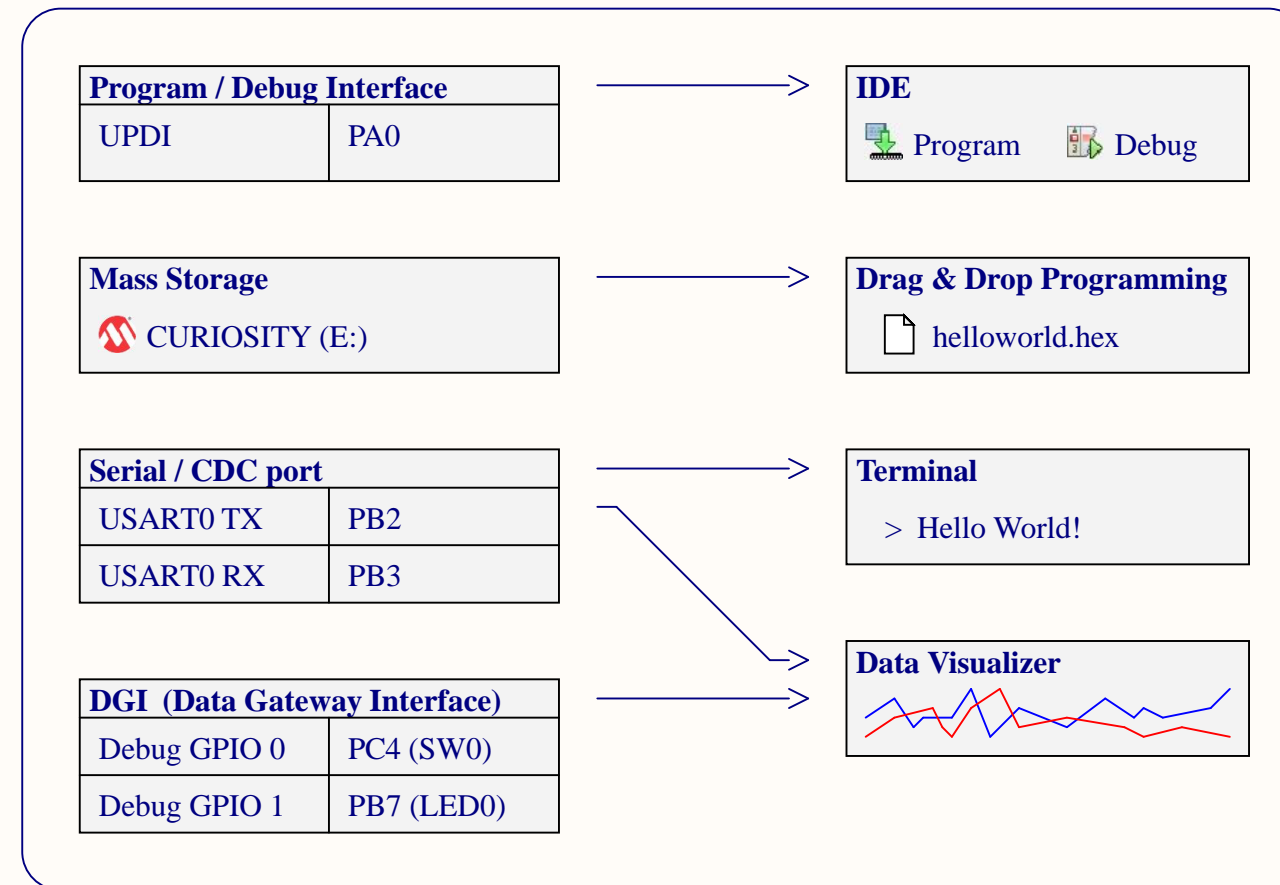 Program / Debug Interface
UPDI PA0
IDE
Program Debug
Mass Storage
CURIOSITY (E:)
Drag & Drop Programming
helloworld.hex
Serial / CDC port
USART0 TX PB2
USART0 RX PB3
Terminal
> Hello World!
DGI (Data Gateway Interface)
Debug GPIO 0 PC4 (SW0)
Debug GPIO 1 PB7 (LED0)
Data Visualizer